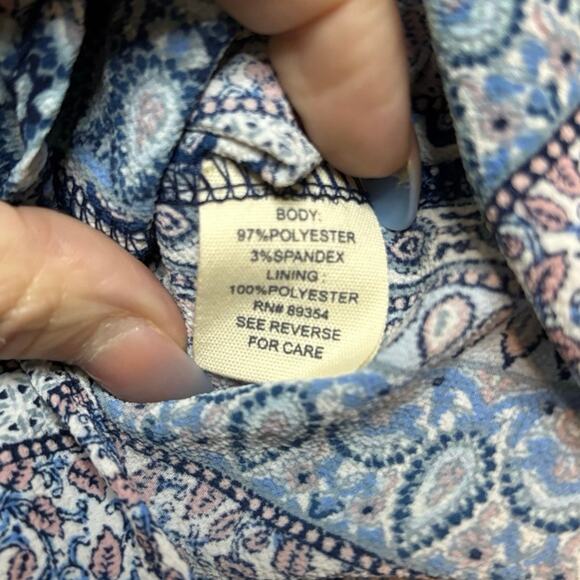 BODY:
97%POLYESTER
3%SPANDEX
LINING:
100%POLYESTER
RN# 89354
SEE REVERSE
FOR CARE